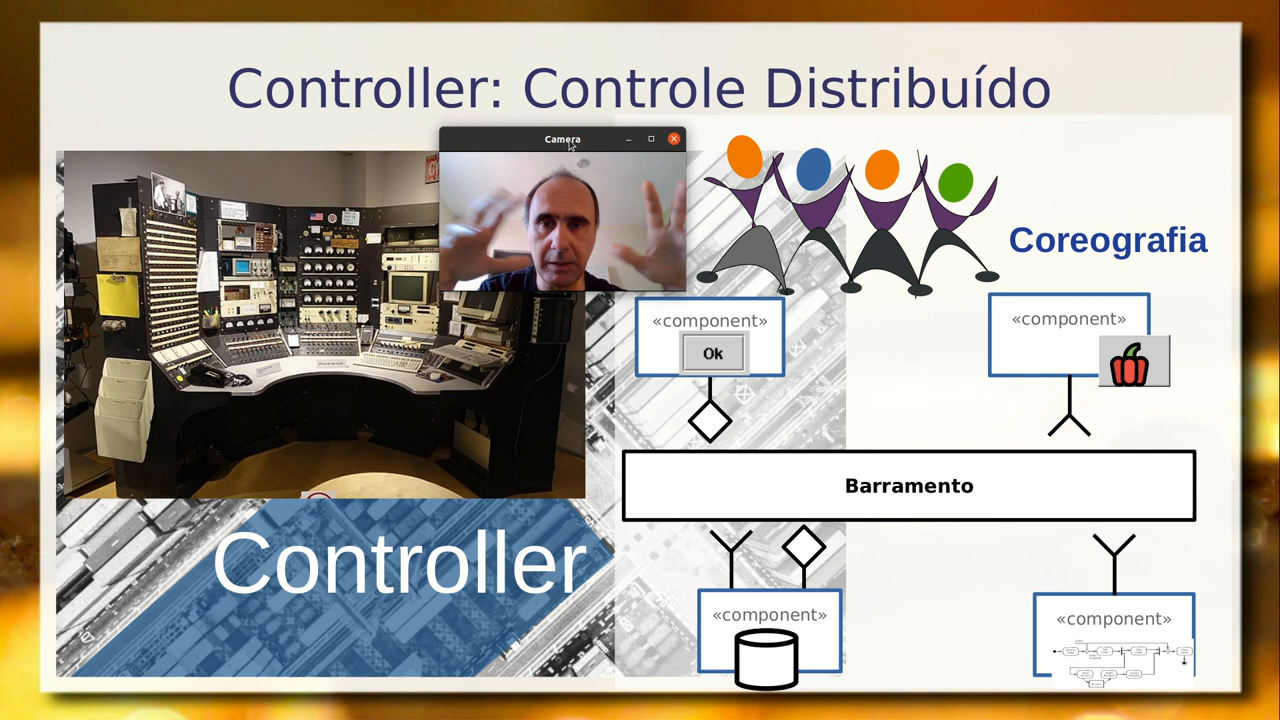 Controller: Controle Distribuído
Camera
Coreografia
«component»
Ok
«component»
Barramento
Controller
«component»
«component»